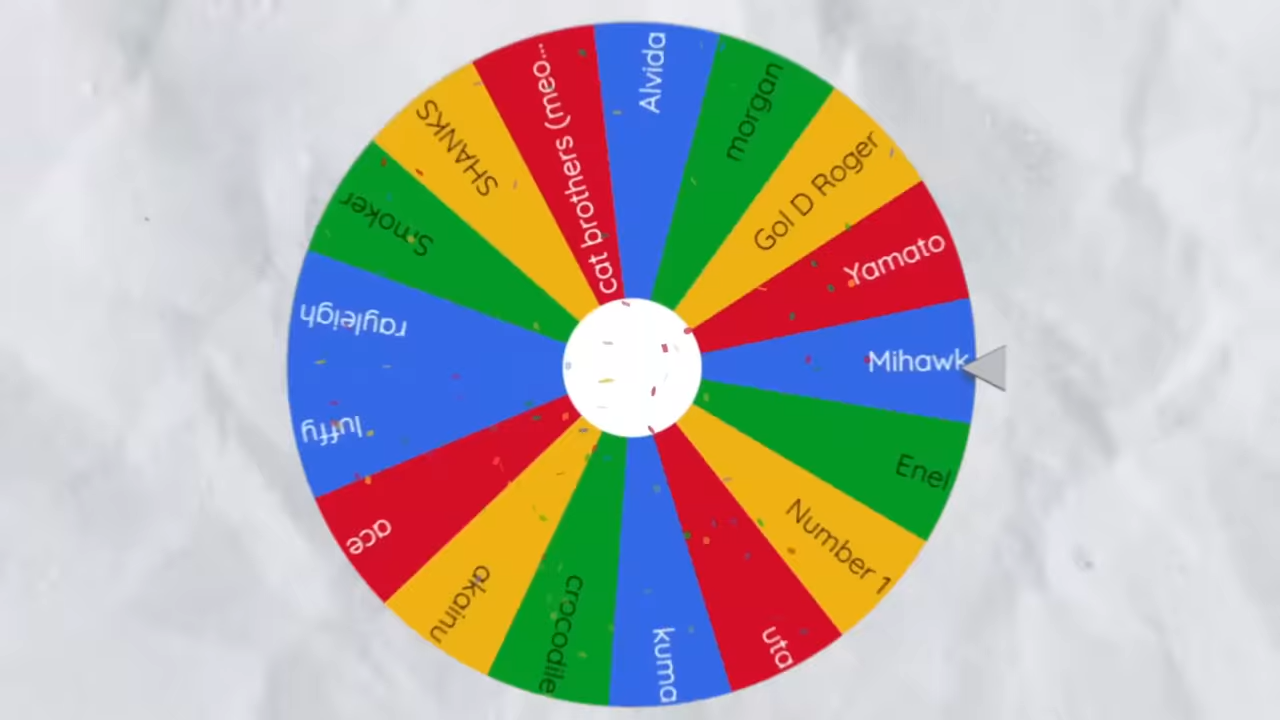 Alvida
morgan
Gol D Roger
Yamato
Mihawk
Enel
Number 1
uta
kuma
crocodile
akainu
ace
luffy
rayleigh
Smoker
SHANKS
cat brothers (meo...